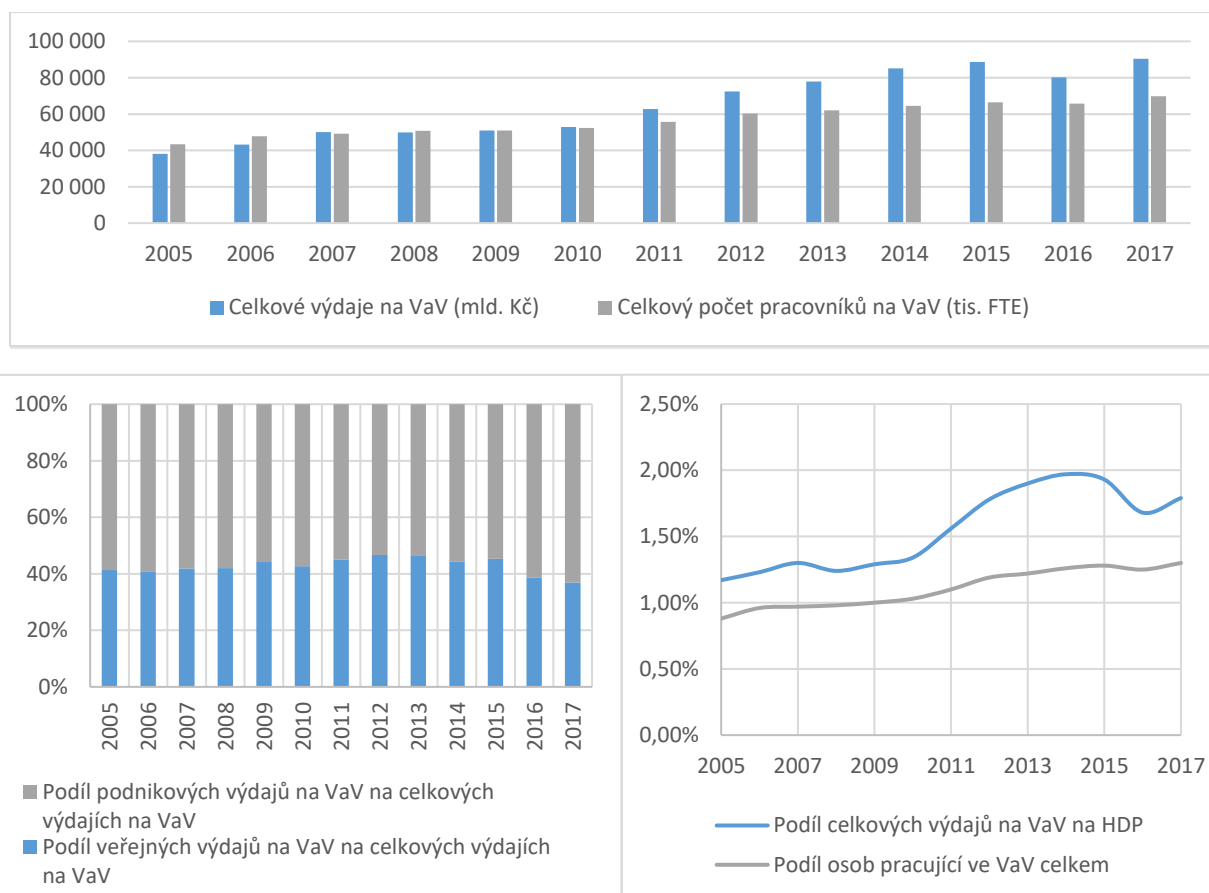 100 000
80 000
60 000
40 000
20 000
0
2005 2006 2007 2008 2009 2010 2011 2012 2013 2014 2015 2016 2017
Celkové výdaje na VaV (mld. Kč) Celkový počet pracovníků na VaV (tis. FTE)
100%
80%
60%
40%
20%
0%
2005 2006 2007 2008 2009 2010 2011 2012 2013 2014 2015 2016 2017
Podíl podnikových výdajů na VaV na celkových
výdajích na VaV
Podíl veřejných výdajů na VaV na celkových výdajích
na VaV
2,50%
2,00%
1,50%
1,00%
0,50%
0,00%
2005 2007 2009 2011 2013 2015 2017
Podíl celkových výdajů na VaV na HDP
Podíl osob pracující ve VaV celkem